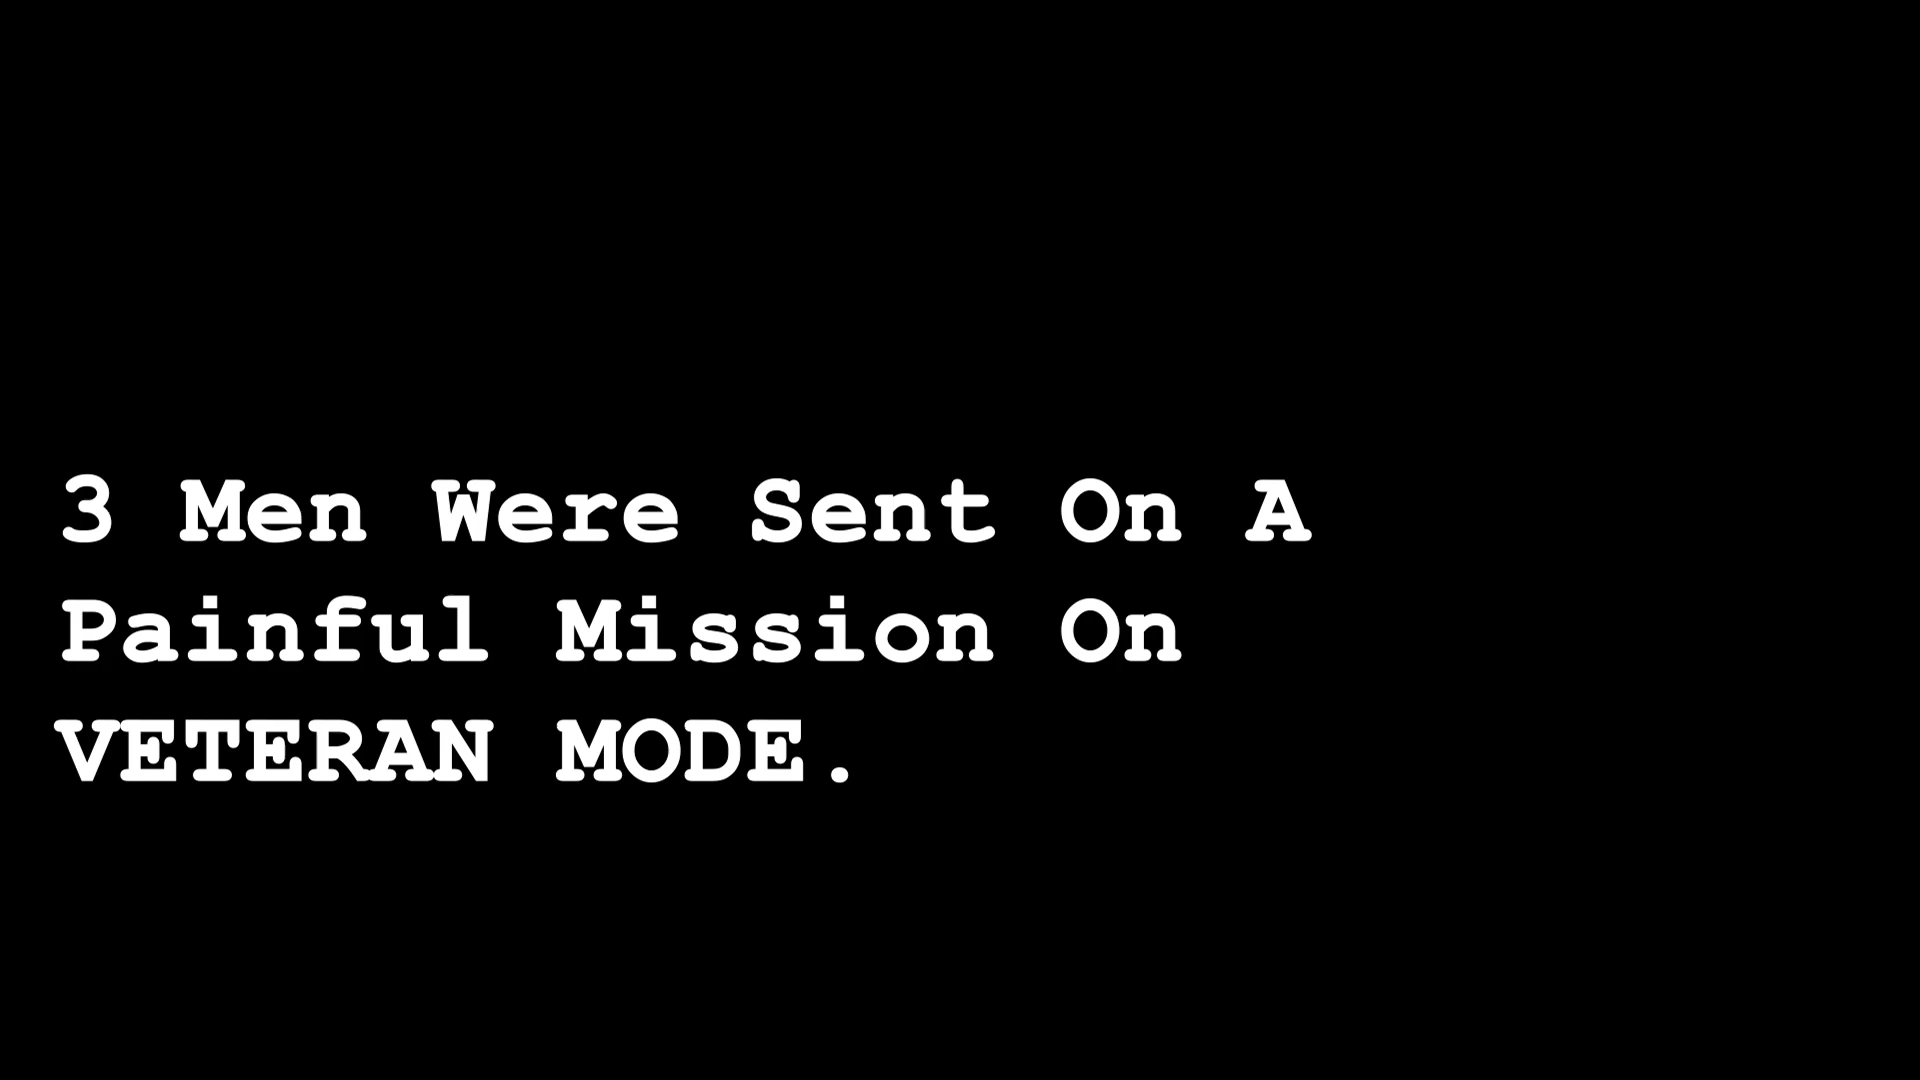 3 Men Were Sent On A
Painful Mission On
VETERAN MODE.